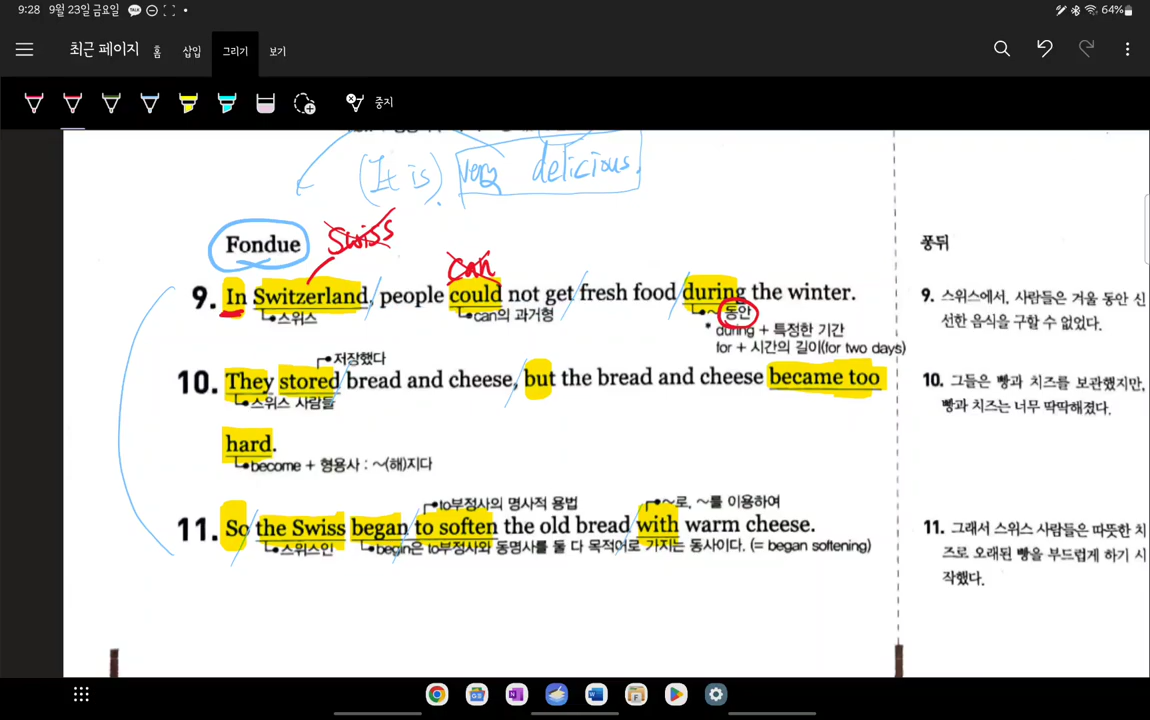 9:28 9월 23일 금요일 TALK 64%
최근 페이지 홈 삽입 그리기 보기
중지
(It is) very delicious.
Fondue
Swiss
풍뒤
can
9. In Switzerland, people could not get fresh food during the winter.
스위스
can의 과거형
~ 동안
* during + 특정한 기간
for + 시간의 길이(for two days)
9. 스위스에서, 사람들은 겨울 동안 신
선한 음식을 구할 수 없었다.
저장했다
10. They stored bread and cheese, but the bread and cheese became too
스위스 사람들
hard.
become + 형용사 : ~(해)지다
10. 그들은 빵과 치즈를 보관했지만,
빵과 치즈는 너무 딱딱해졌다.
to부정사의 명사적 용법
~로, ~를 이용하여
11. So the Swiss began to soften the old bread with warm cheese.
스위스인
begin은 to부정사와 동명사를 둘 다 목적어로 가지는 동사이다. (= began softening)
11. 그래서 스위스 사람들은 따뜻한 치
즈로 오래된 빵을 부드럽게 하기 시
작했다.